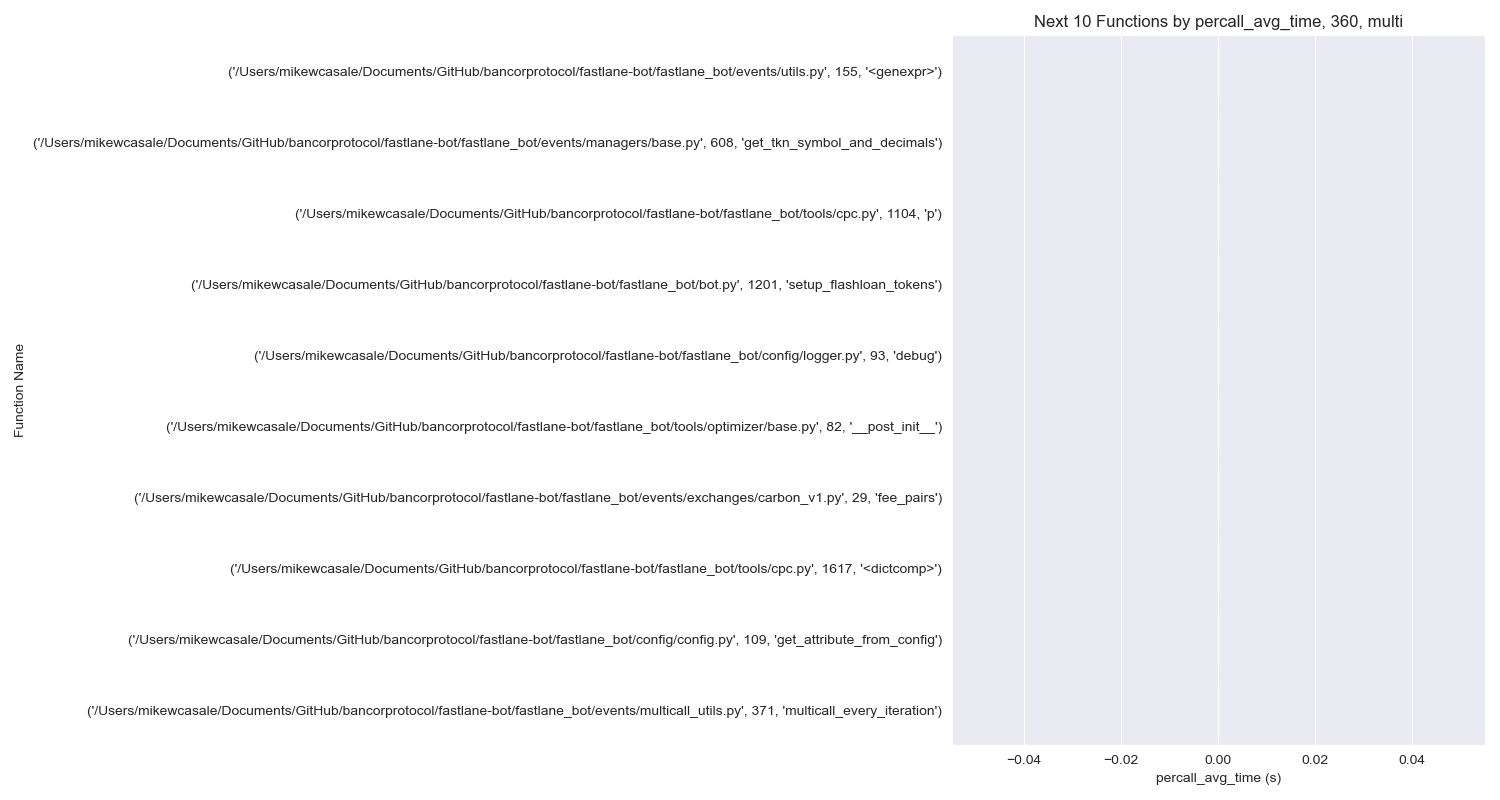 Next 10 Functions by percall_avg_time, 360, multi
('/Users/mikewcasale/Documents/GitHub/bancorprotocol/fastlane-bot/fastlane_bot/events/utils.py', 155, '<genexpr>')
('/Users/mikewcasale/Documents/GitHub/bancorprotocol/fastlane-bot/fastlane_bot/events/managers/base.py', 608, 'get_tkn_symbol_and_decimals')
('/Users/mikewcasale/Documents/GitHub/bancorprotocol/fastlane-bot/fastlane_bot/tools/cpc.py', 1104, 'p')
('/Users/mikewcasale/Documents/GitHub/bancorprotocol/fastlane-bot/fastlane_bot/bot.py', 1201, 'setup_flashloan_tokens')
('/Users/mikewcasale/Documents/GitHub/bancorprotocol/fastlane-bot/fastlane_bot/config/logger.py', 93, 'debug')
('/Users/mikewcasale/Documents/GitHub/bancorprotocol/fastlane-bot/fastlane_bot/tools/optimizer/base.py', 82, '__post_init__')
('/Users/mikewcasale/Documents/GitHub/bancorprotocol/fastlane-bot/fastlane_bot/events/exchanges/carbon_v1.py', 29, 'fee_pairs')
('/Users/mikewcasale/Documents/GitHub/bancorprotocol/fastlane-bot/fastlane_bot/tools/cpc.py', 1617, '<dictcomp>')
('/Users/mikewcasale/Documents/GitHub/bancorprotocol/fastlane-bot/fastlane_bot/config/config.py', 109, 'get_attribute_from_config')
('/Users/mikewcasale/Documents/GitHub/bancorprotocol/fastlane-bot/fastlane_bot/events/multicall_utils.py', 371, 'multicall_every_iteration')
Function Name
−0.04 −0.02 0.00 0.02 0.04
percall_avg_time (s)